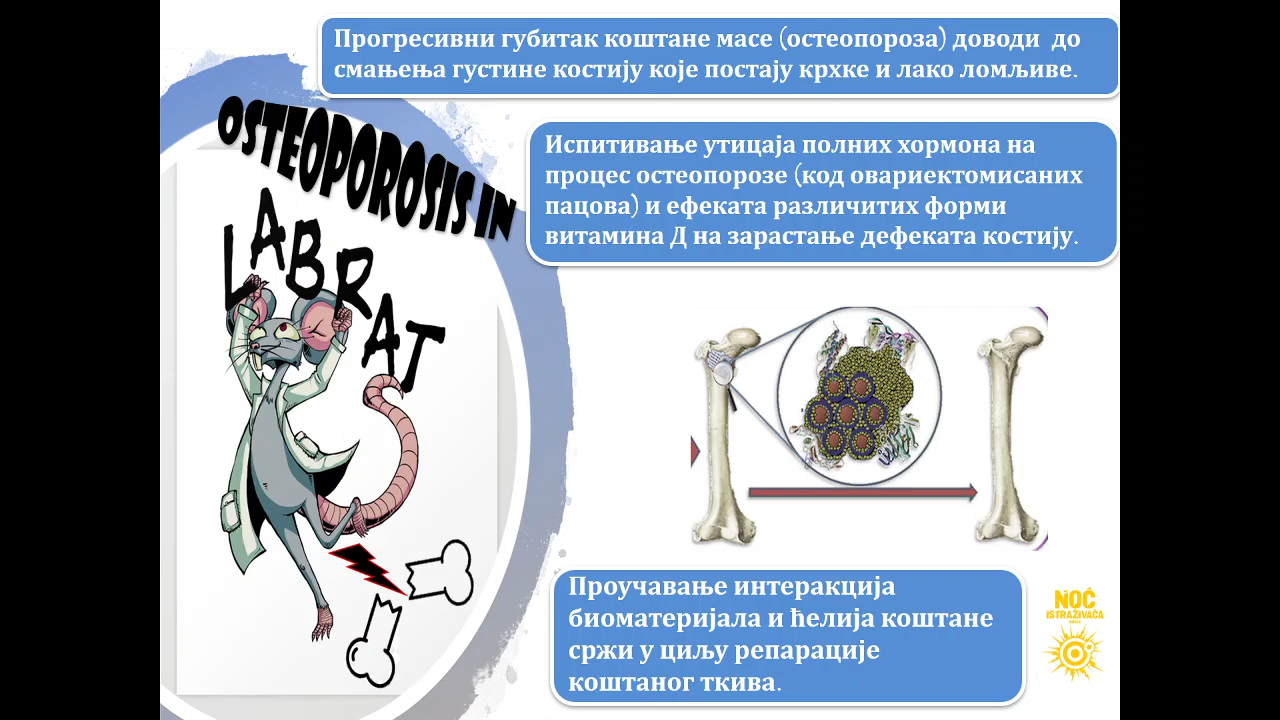 Прогресивни губитак коштане масе (остеопороза) доводи до
смањења густине костију које постају крхке и лако ломљиве.
OSTEOPOROSIS IN
LAB RATS
Испитивање утицаја полних хормона на
процес остеопорозе (код овариектомисаних
пацова) и ефеката различитих форми
витамина Д на зарастање дефеката костију.
Проучавање интеракција
биоматеријала и ћелија коштане
сржи у циљу репарације
коштаног ткива.
NOĆ
ISTRAŽIVAČA